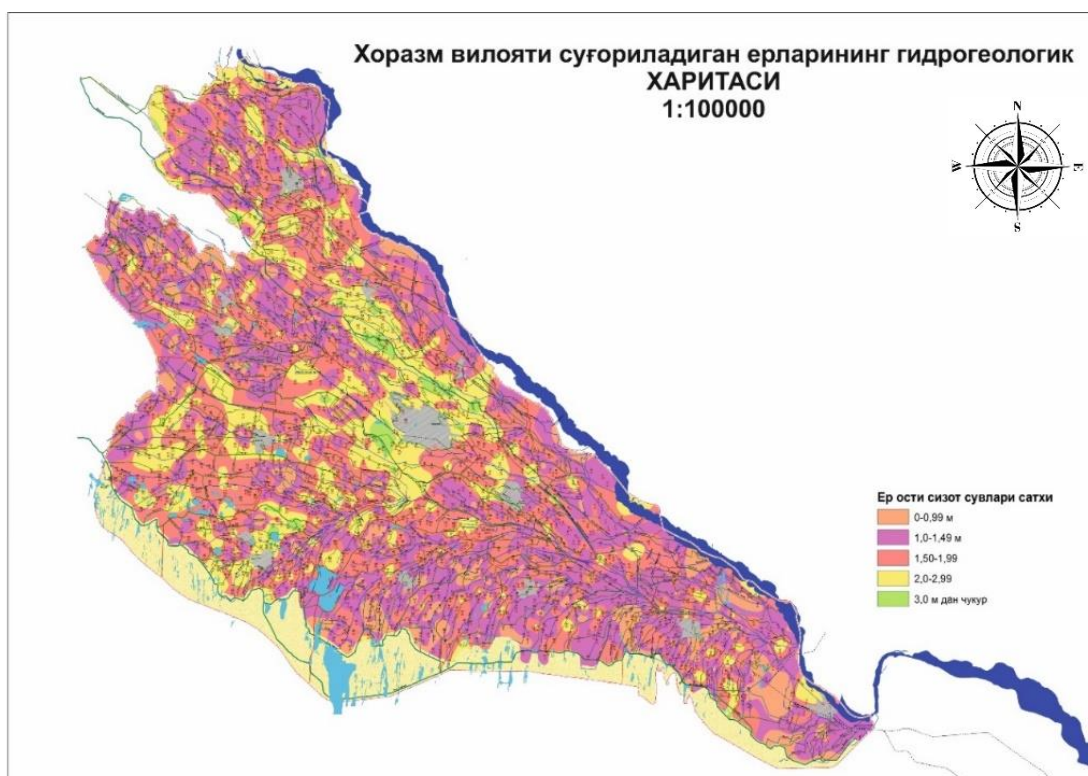 Хоразм вилояти суғориладиган ерларининг гидрогеологик
ХАРИТАСИ
1:100000
N
W
E
S
Ер ости сизот сувлари сатхи
0-0,99 м
1,0-1,49 м
1,50-1,99
2,0-2,99
3,0 м дан чукур